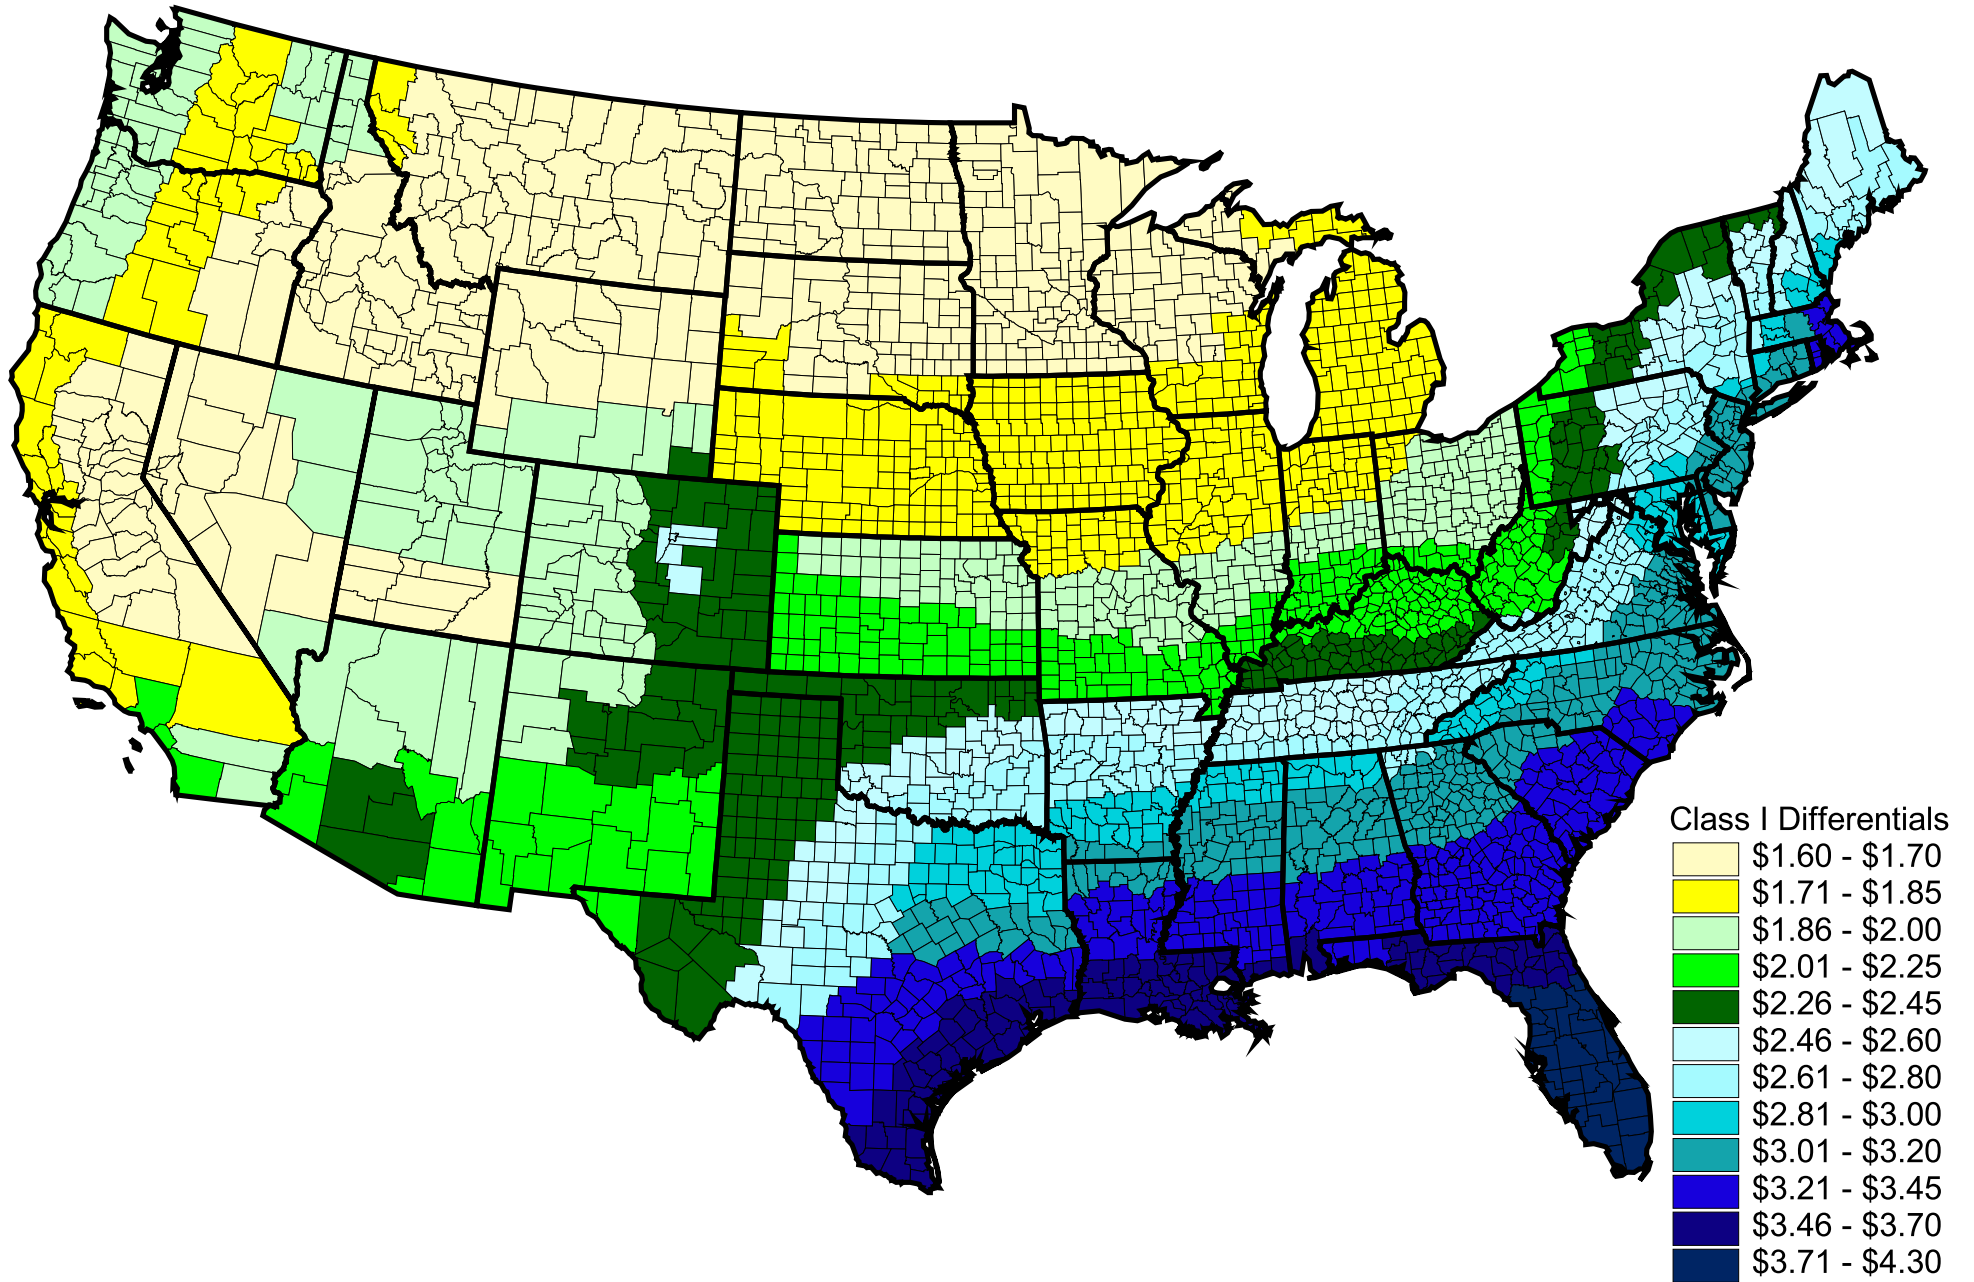 Class I Differentials
$1.60 - $1.70
$1.71 - $1.85
$1.86 - $2.00
$2.01 - $2.25
$2.26 - $2.45
$2.46 - $2.60
$2.61 - $2.80
$2.81 - $3.00
$3.01 - $3.20
$3.21 - $3.45
$3.46 - $3.70
$3.71 - $4.30